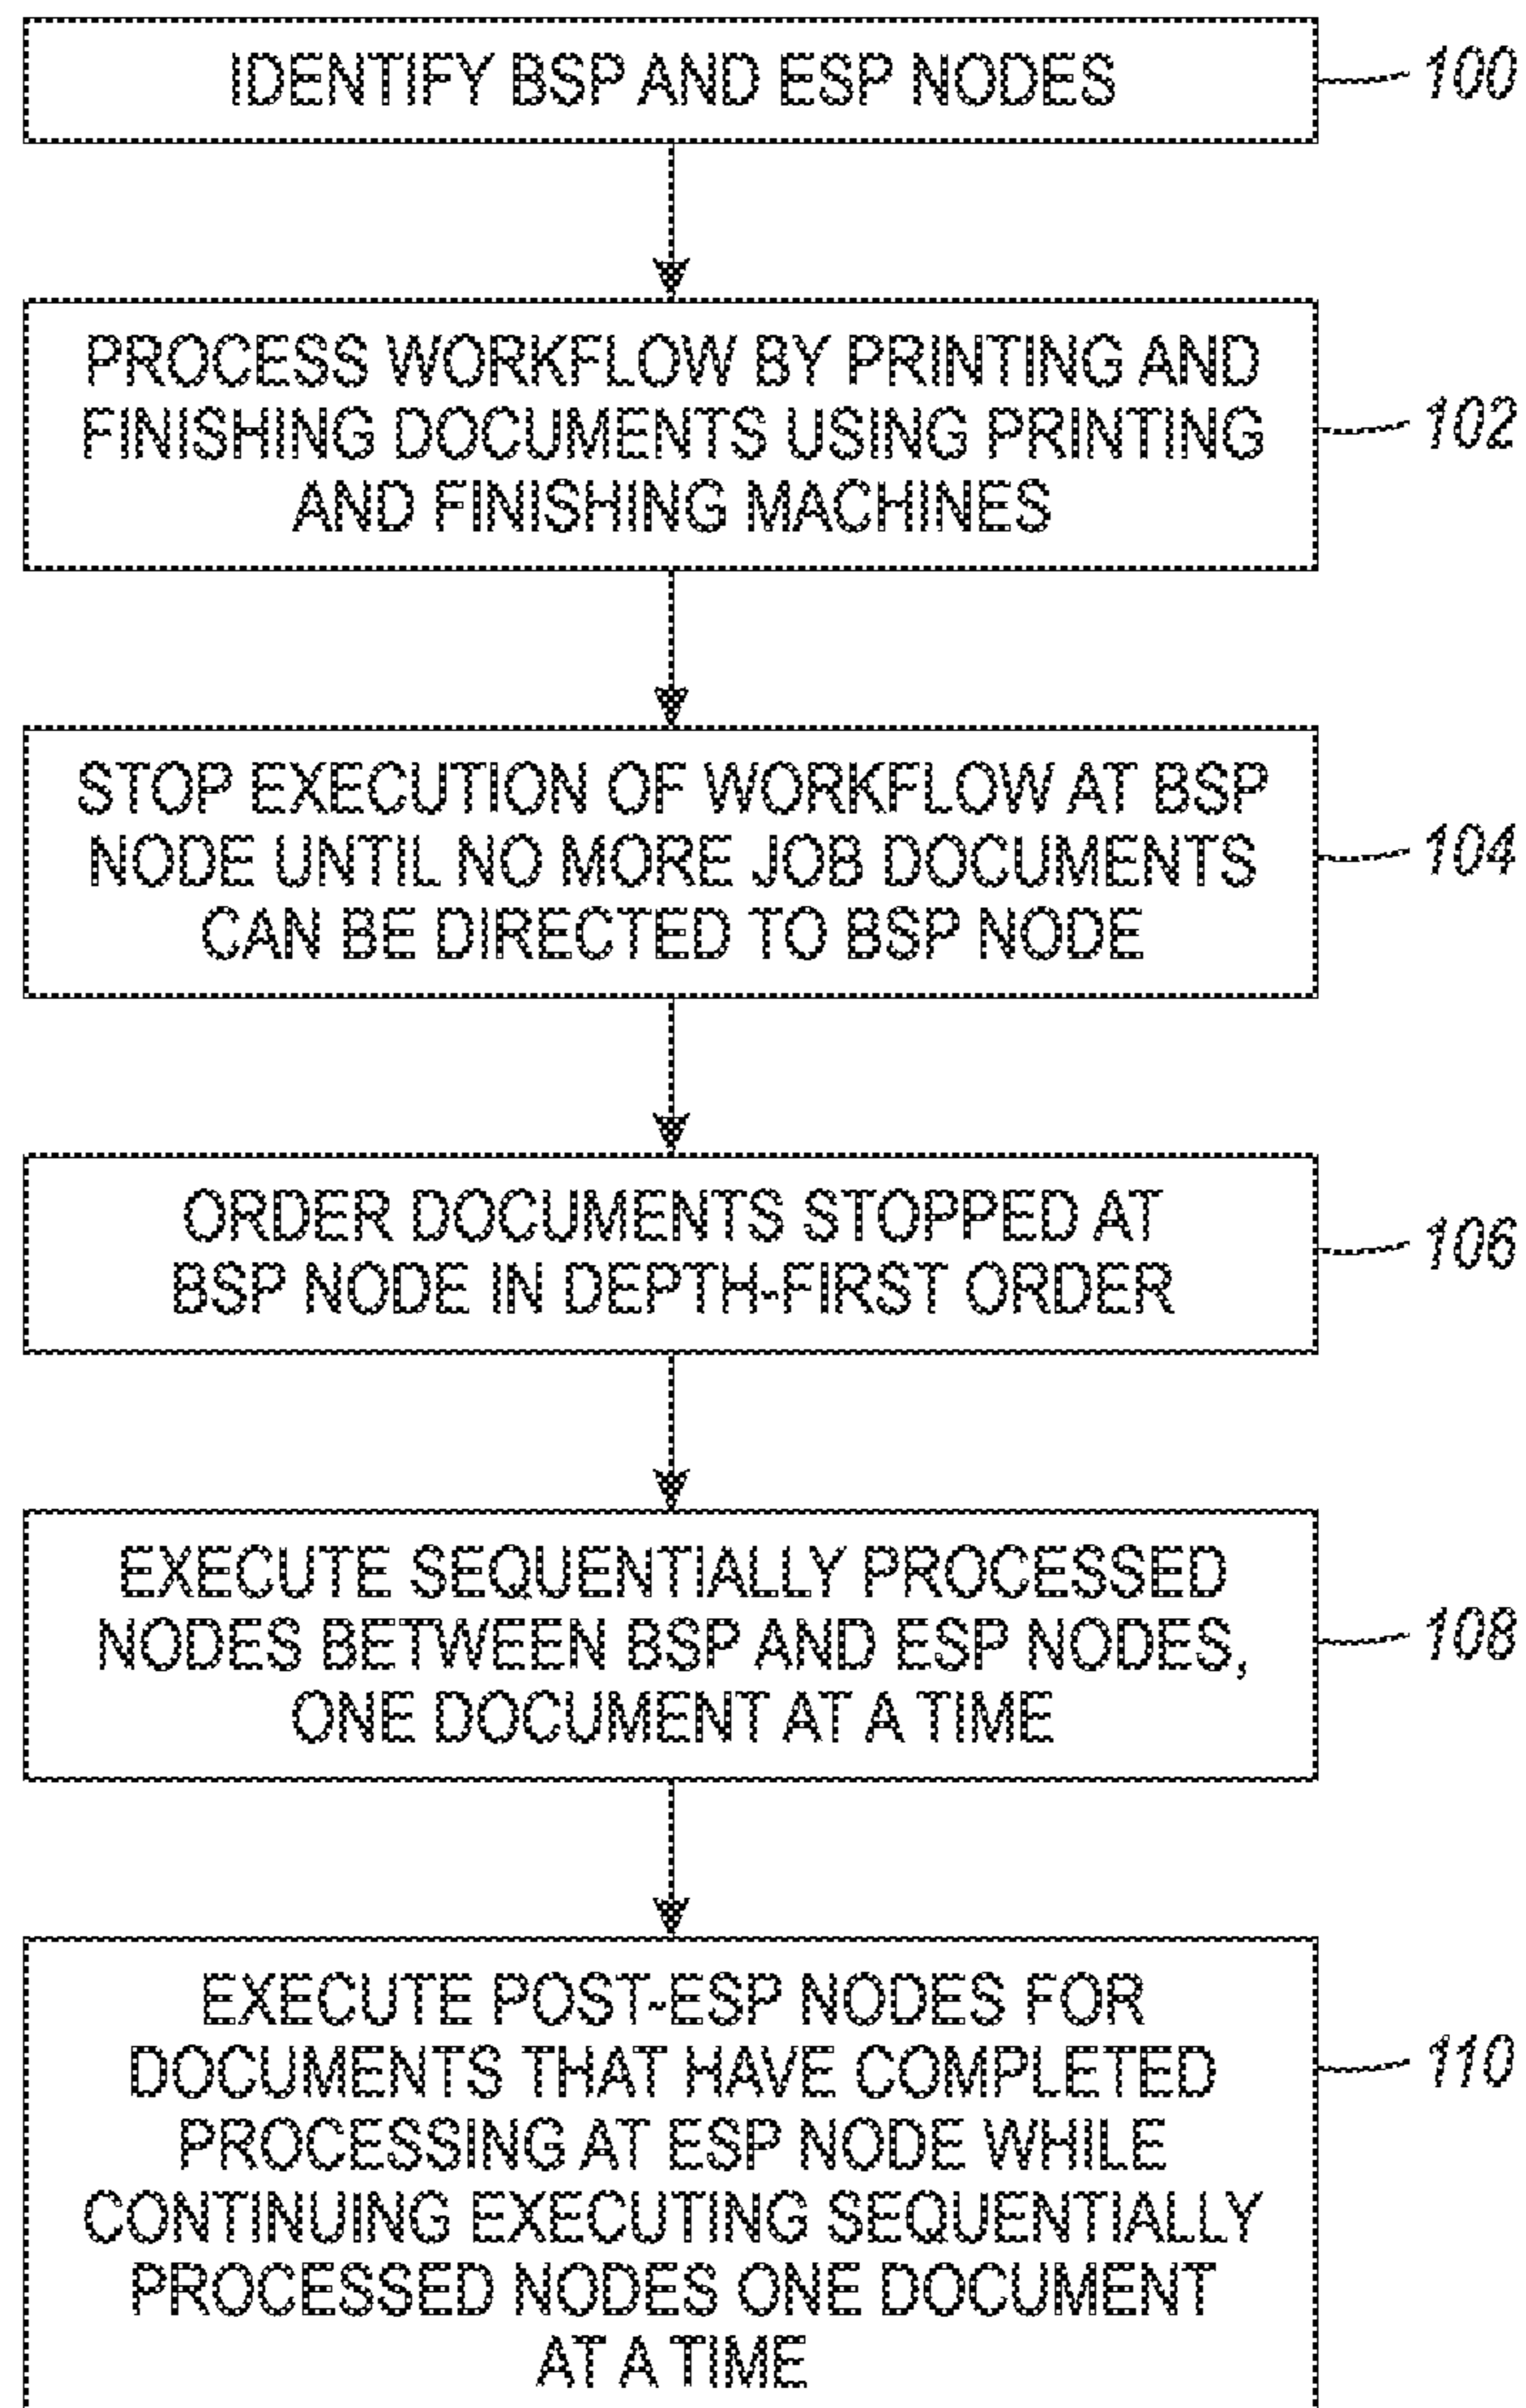 IDENTIFY BSP AND ESP NODES
100
PROCESS WORKFLOW BY PRINTING AND
FINISHING DOCUMENTS USING PRINTING
AND FINISHING MACHINES
102
STOP EXECUTION OF WORKFLOW AT BSP
NODE UNTIL NO MORE JOB DOCUMENTS
CAN BE DIRECTED TO BSP NODE
104
ORDER DOCUMENTS STOPPED AT
BSP NODE IN DEPTH-FIRST ORDER
106
EXECUTE SEQUENTIALLY PROCESSED
NODES BETWEEN BSP AND ESP NODES,
ONE DOCUMENT AT A TIME
108
EXECUTE POST-ESP NODES FOR
DOCUMENTS THAT HAVE COMPLETED
PROCESSING AT ESP NODE WHILE
CONTINUING EXECUTING SEQUENTIALLY
PROCESSED NODES ONE DOCUMENT
AT A TIME
110